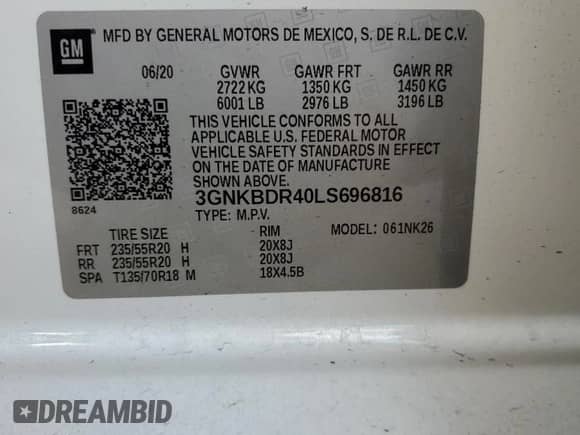 GM MFD BY GENERAL MOTORS DE MEXICO, S. DE R.L. DE C.V.
06/20 GVWR GAWR FRT GAWR RR
2722 KG 1350 KG 1450 KG
6001 LB 2976 LB 3196 LB
THIS VEHICLE CONFORMS TO ALL
APPLICABLE U.S. FEDERAL MOTOR
VEHICLE SAFETY STANDARDS IN EFFECT
ON THE DATE OF MANUFACTURE
SHOWN ABOVE.
8624 3GNKBDR40LS696816
TYPE: M.P.V.
TIRE SIZE RIM MODEL: 061NK26
FRT 235/55R20 H 20X8J
RR 235/55R20 H 20X8J
SPA T135/70R18 M 18X4.5B
DREAMBID